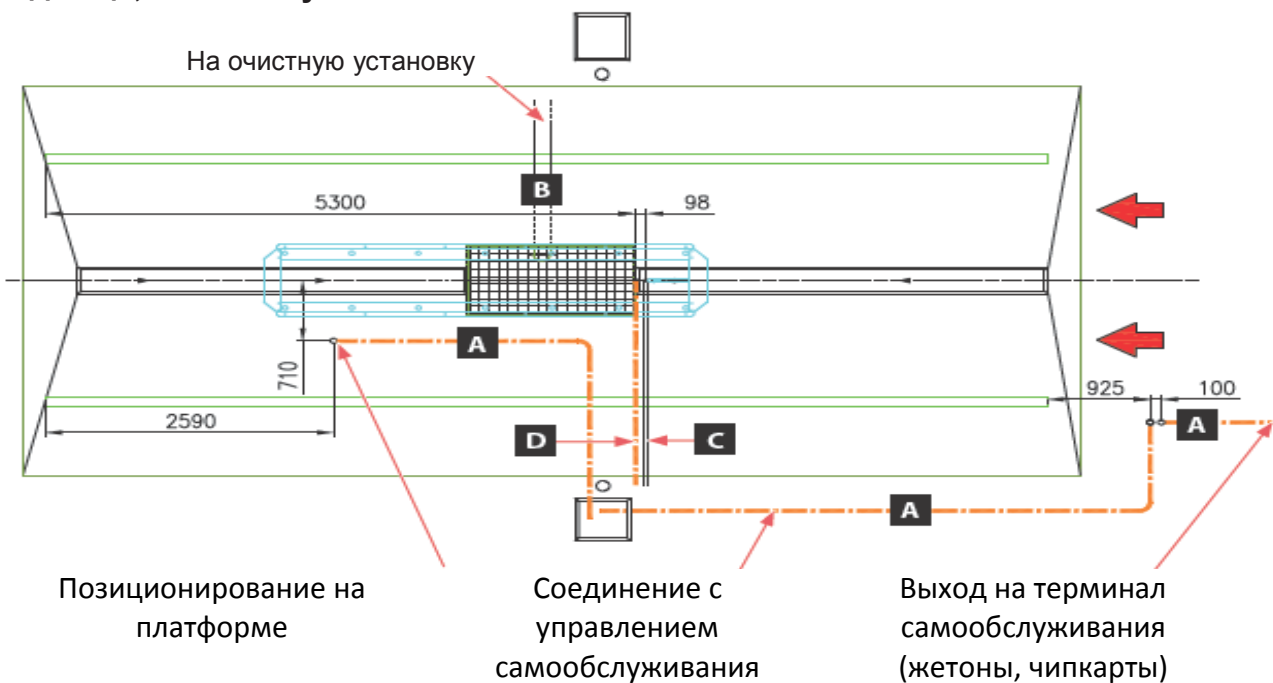 На очистную установку
B
5300
98
A
710
2590
925
100
D
C
A
A
Позиционирование на
платформе
Соединение с
управлением
самообслуживания
Выход на терминал
самообслуживания
(жетоны, чипкарты)